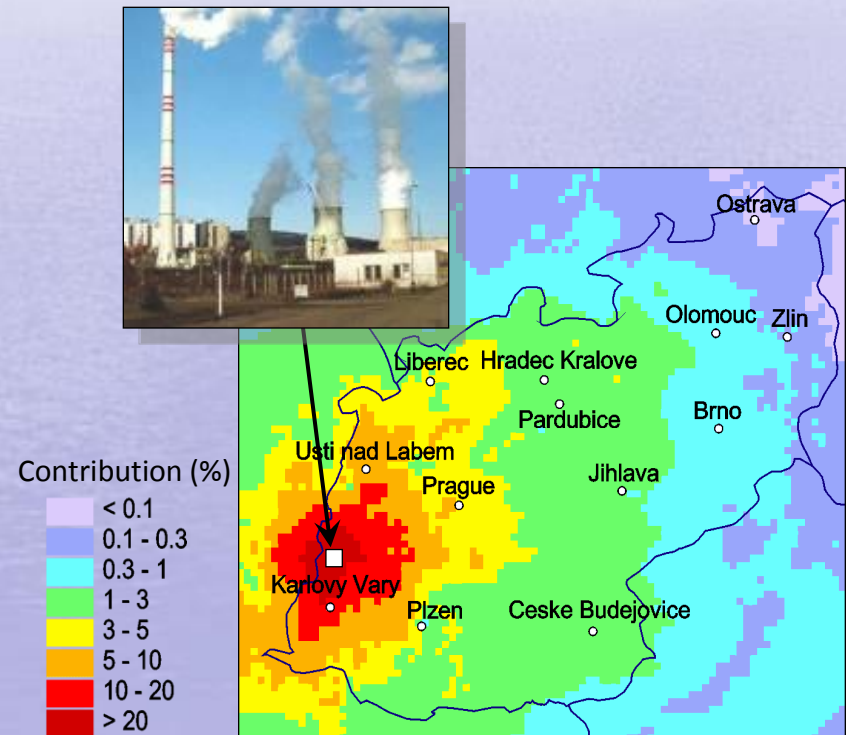 Ostrava
Olomouc
Zlin
Liberec
Hradec Kralove
Pardubice
Brno
Usti nad Labem
Prague
Jihlava
Karlovy Vary
Plzen
Ceske Budejovice
Contribution (%)
< 0.1
0.1 - 0.3
0.3 - 1
1 - 3
3 - 5
5 - 10
10 - 20
> 20